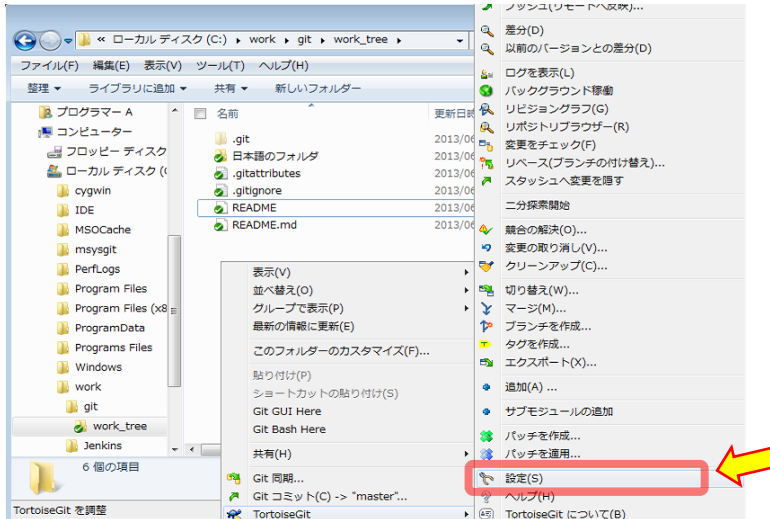 « ローカル ディスク (C:) ▸ work ▸ git ▸ work_tree ▸
ファイル(F) 編集(E) 表示(V) ツール(T) ヘルプ(H)
整理 ライブラリに追加 共有 新しいフォルダー
プログラマー A
コンピューター
フロッピー ディスク
ローカル ディスク (
cygwin
IDE
MSOCache
msysgit
PerfLogs
Program Files
Program Files (x8
ProgramData
Programs Files
Windows
work
git
work_tree
Jenkins
6 個の項目
TortoiseGit を調整
名前 更新日時
.git 2013/06
日本語のフォルダ 2013/06
.gitattributes 2013/06
.gitignore 2013/06
README 2013/06
README.md 2013/06
表示(V)
並べ替え(O)
グループで表示(P)
最新の情報に更新(E)
このフォルダーのカスタマイズ(F)...
貼り付け(P)
ショートカットの貼り付け(S)
Git GUI Here
Git Bash Here
共有(H)
Git 同期...
Git コミット(C) -> "master"...
TortoiseGit
プッシュ(リモートへ反映)...
差分(D)
以前のバージョンとの差分(D)
ログを表示(L)
バックグラウンド稼働
リビジョングラフ(G)
リポジトリブラウザー(R)
変更をチェック(F)
リベース(ブランチの付け替え)...
スタッシュへ変更を隠す
二分探索開始
競合の解決(O)...
変更の取り消し(V)...
クリーンアップ(C)...
切り替え(W)...
マージ(M)...
ブランチを作成...
タグを作成...
エクスポート(X)...
追加(A) ...
サブモジュールの追加
パッチを作成...
パッチを適用...
設定(S)
ヘルプ(H)
TortoiseGit について(B)